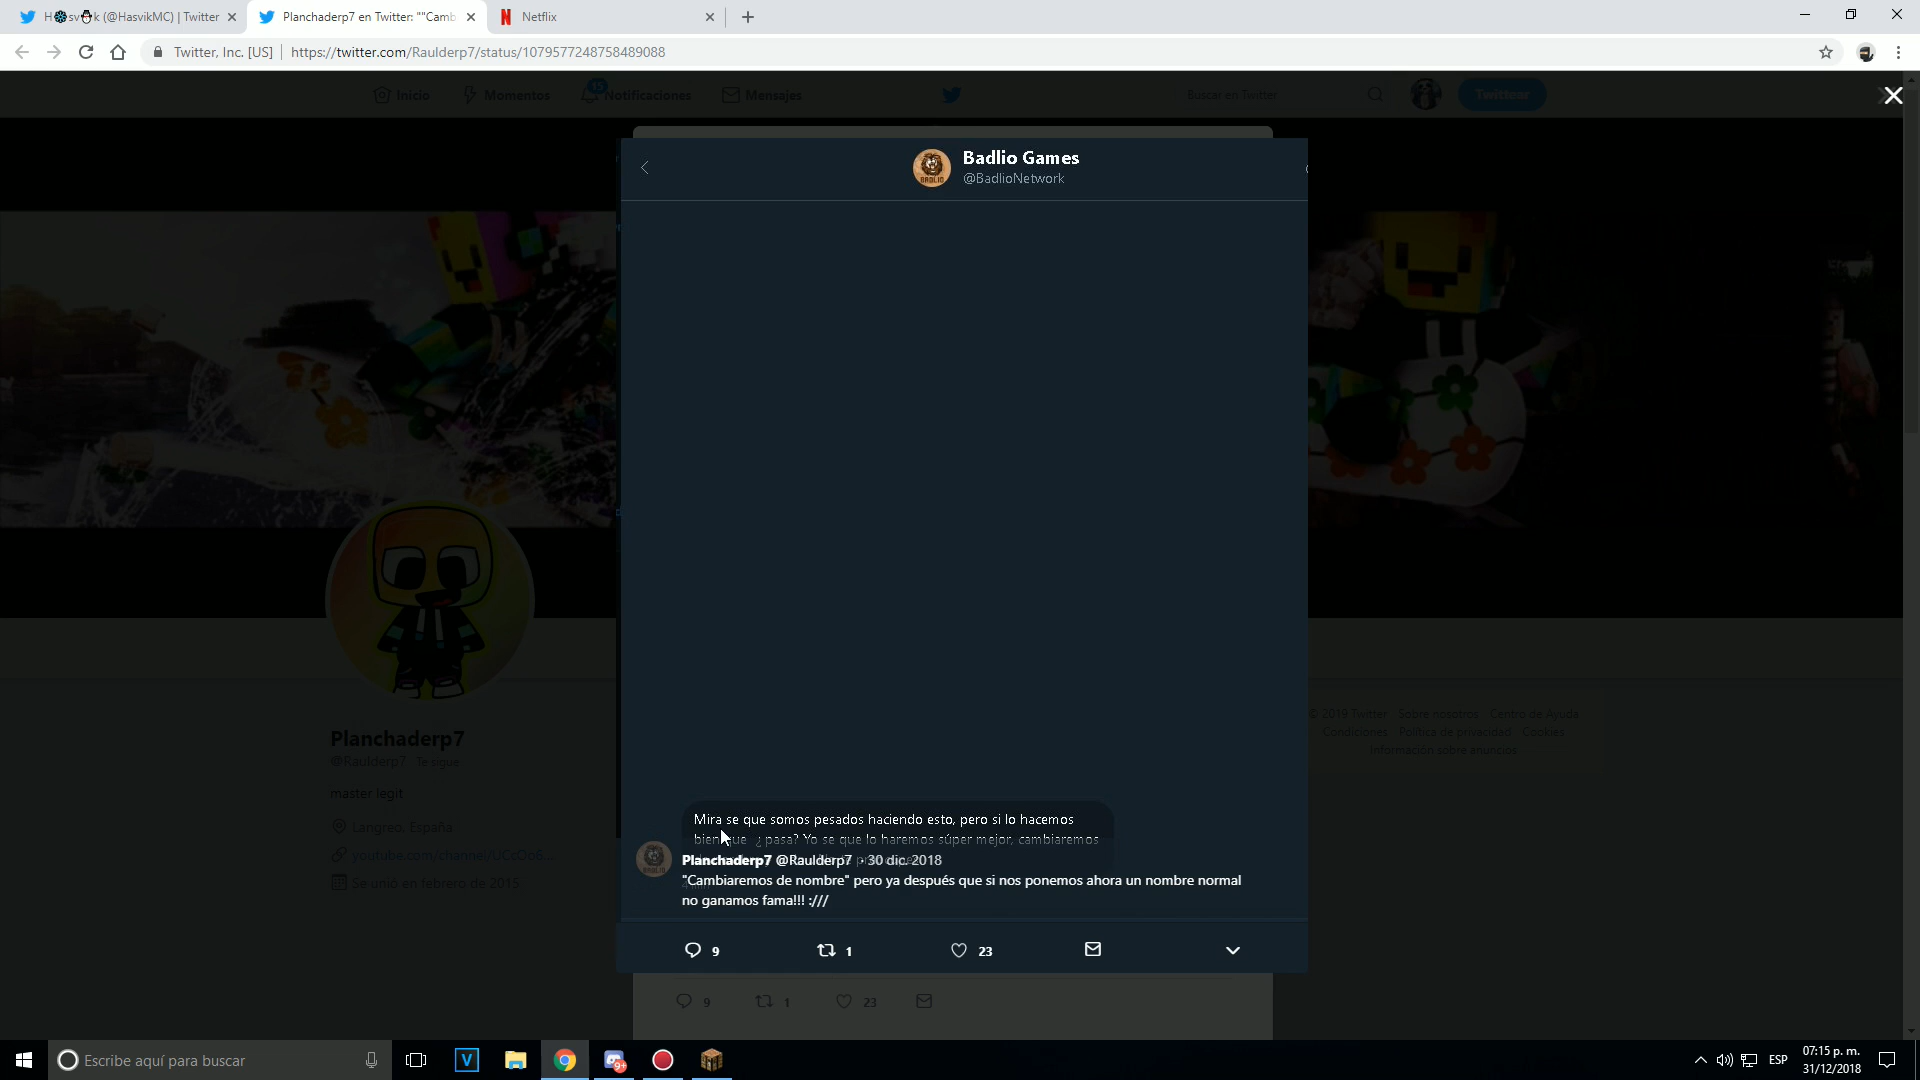 H sv k (@HasvikMC) | Twitter
Planchaderp7 en Twitter: ""Camb
Netflix
Twitter, Inc. [US]
https://twitter.com/Raulderp7/status/1079577248758489088
Inicio
Momentos
Notificaciones
Mensajes
Buscar en Twitter
Twittear
Badlio Games
@BadlioNetwork
Planchaderp7
@Raulderp7 Te sigue
master legit
Langreo, España
Se unió en febrero de 2015
© 2019 Twitter Sobre nosotros Centro de Ayuda
Condiciones Política de privacidad Cookies
Información sobre anuncios
Mira se que somos pesados haciendo esto, pero si lo hacemos
bien que ¿ pasa? Yo se que lo haremos súper mejor, cambiaremos
Planchaderp7 @Raulderp7 · 30 dic. 2018
"Cambiaremos de nombre" pero ya después que si nos ponemos ahora un nombre normal
no ganamos fama!!! :///
9
1
23
9
1
23
Escribe aquí para buscar
V
9+
ESP
07:15 p. m.
31/12/2018